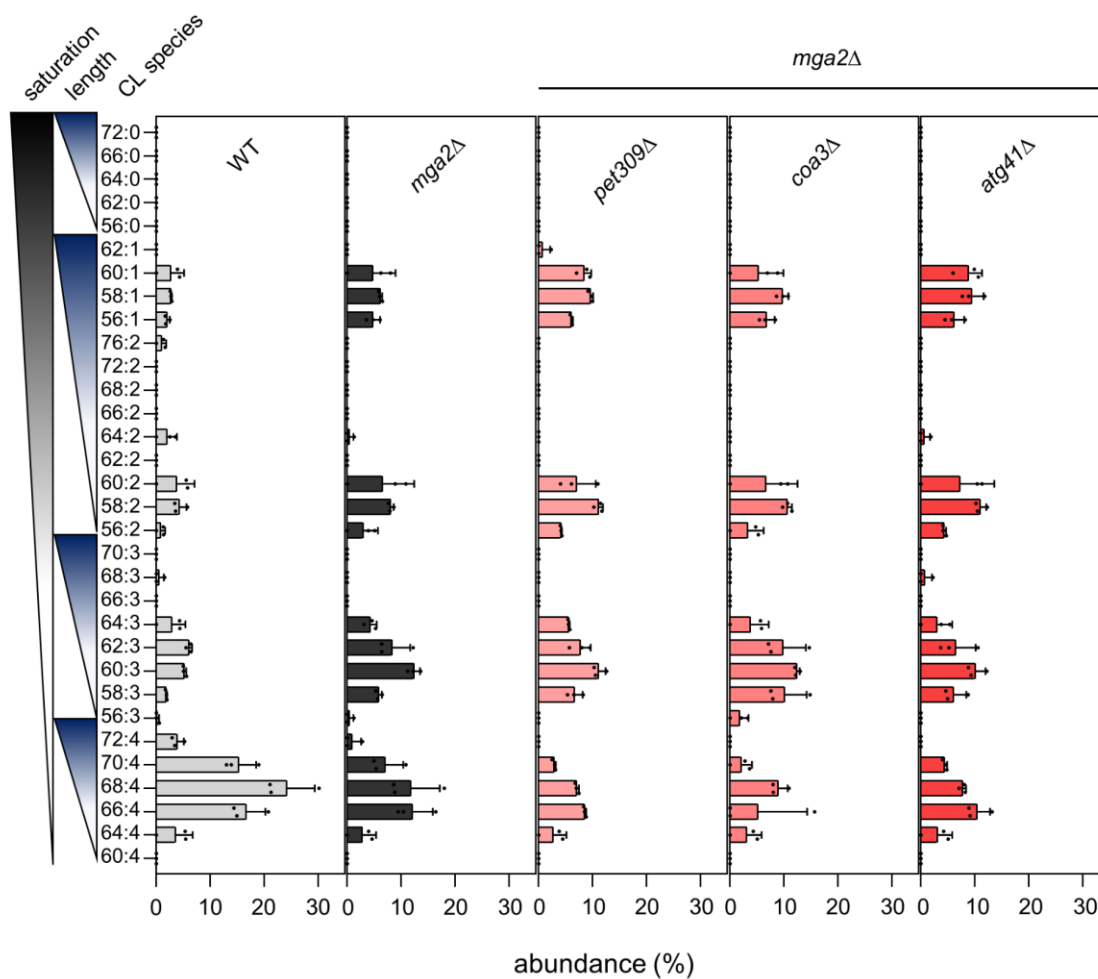 saturation
length
CL species
mga2Δ
WT
mga2Δ
pet309Δ
coa3Δ
atg41Δ
72:0
66:0
64:0
62:0
56:0
62:1
60:1
58:1
56:1
76:2
72:2
68:2
66:2
64:2
62:2
60:2
58:2
56:2
70:3
68:3
66:3
64:3
62:3
60:3
58:3
56:3
72:4
70:4
68:4
66:4
64:4
60:4
0 10 20 30 0 10 20 30 0 10 20 30 0 10 20 30 0 10 20 30
abundance (%)